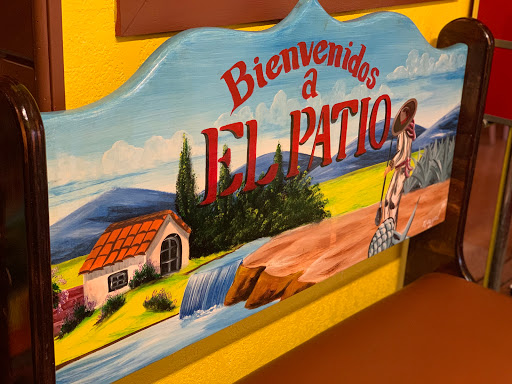 Bienvenidos
a
EL PATIO